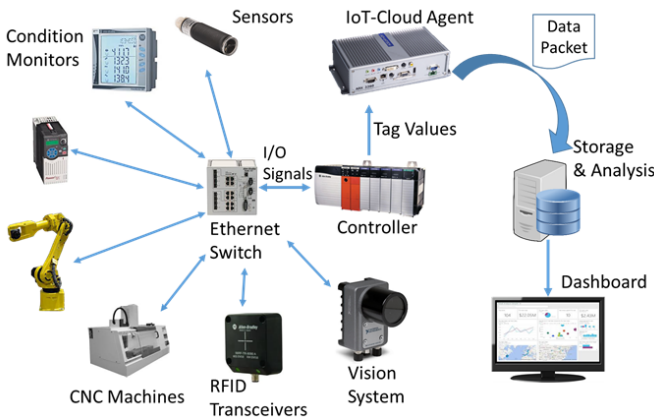 Sensors
IoT-Cloud Agent
Data
Packet
Condition
Monitors
Tag Values
I/O
Signals
Storage
& Analysis
Ethernet
Switch
Controller
Dashboard
CNC Machines
RFID
Transceivers
Vision
System